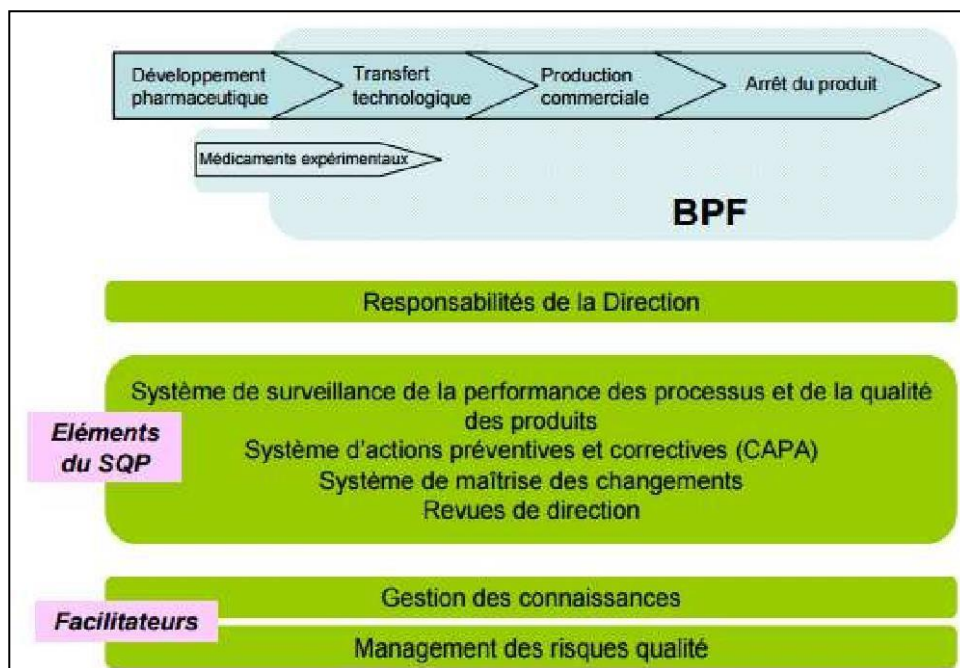 Développement
pharmaceutique
Transfert
technologique
Production
commerciale
Arrêt du produit
Médicaments expérimentaux
BPF
Responsabilités de la Direction
Système de surveillance de la performance des processus et de la qualité
des produits
Système d'actions préventives et correctives (CAPA)
Système de maîtrise des changements
Revues de direction
Eléments
du SQP
Gestion des connaissances
Facilitateurs
Management des risques qualité